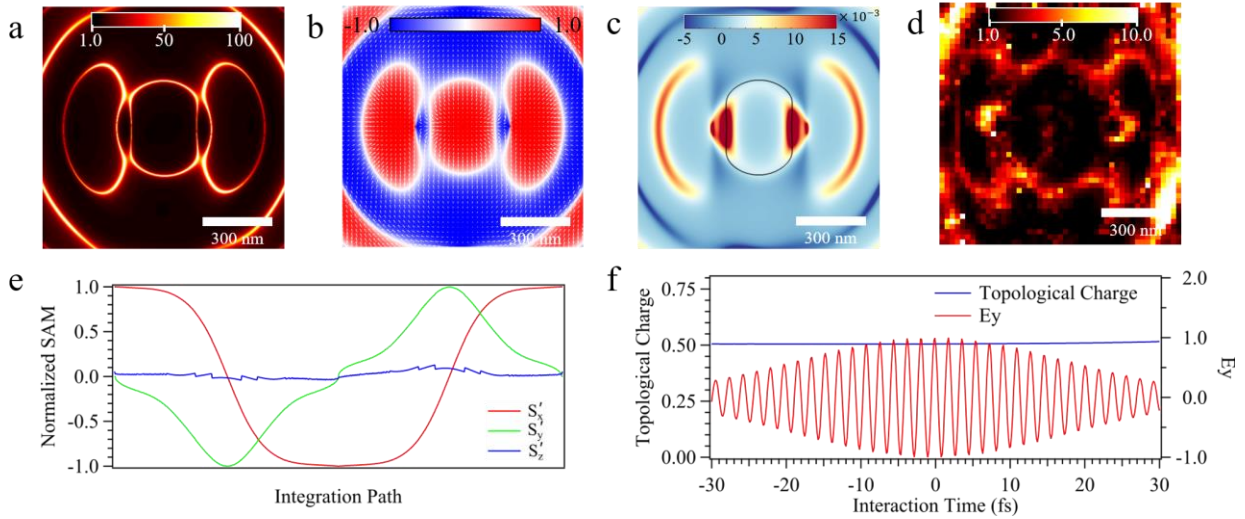 a
1.0 50 100
300 nm
b
-1.0 1.0
300 nm
c
× 10⁻³
-5 0 5 10 15
300 nm
d
1.0 5.0 10.0
300 nm
e
Normalized SAM
1.0
0.5
0.0
-0.5
-1.0
S'x
S'y
S'z
Integration Path
f
Topological Charge
0.75
0.50
0.25
0.00
Topological Charge
Ey
2.0
1.0
0.0
-1.0
Ey
-30 -20 -10 0 10 20 30
Interaction Time (fs)